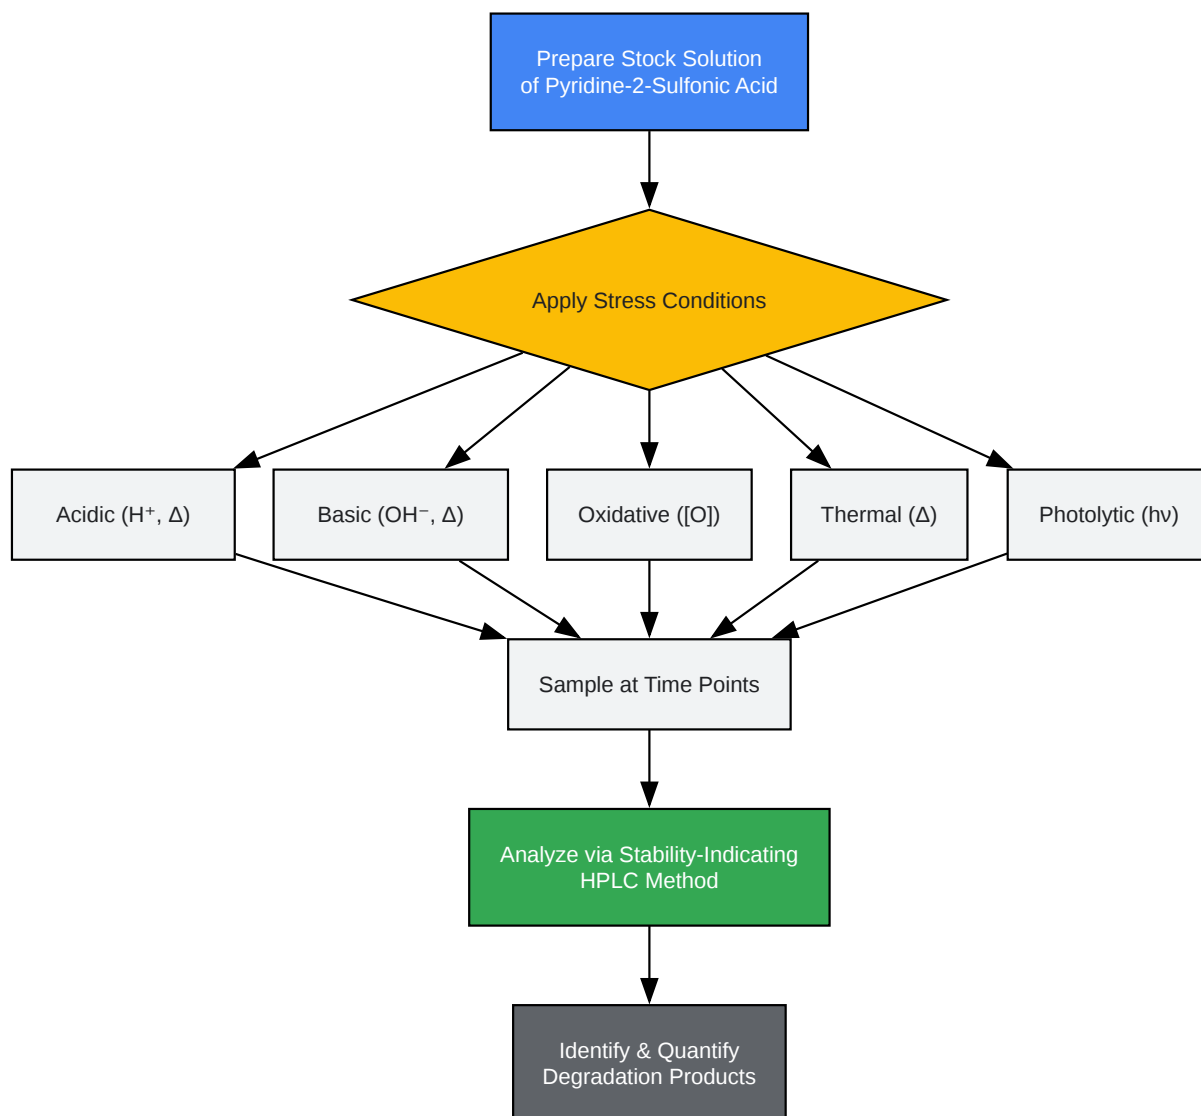 Prepare Stock Solution
of Pyridine-2-Sulfonic Acid
Apply Stress Conditions
Acidic (H⁺, Δ)
Basic (OH⁻, Δ)
Oxidative ([O])
Thermal (Δ)
Photolytic (hν)
Sample at Time Points
Analyze via Stability-Indicating
HPLC Method
Identify & Quantify
Degradation Products